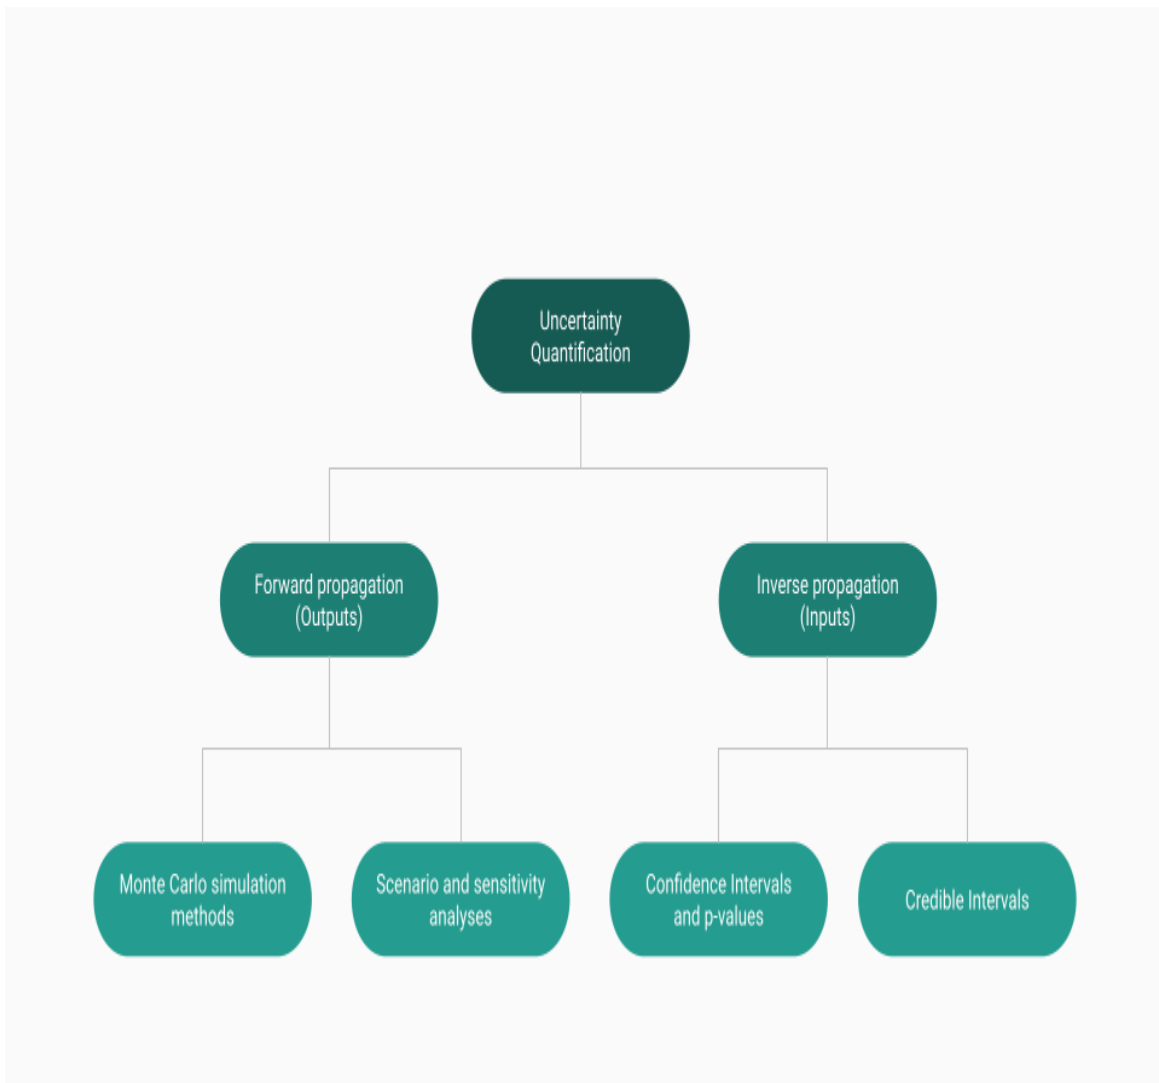 Uncertainty
Quantification
Forward propagation
(Outputs)
Inverse propagation
(Inputs)
Monte Carlo simulation
methods
Scenario and sensitivity
analyses
Confidence Intervals
and p-values
Credible Intervals